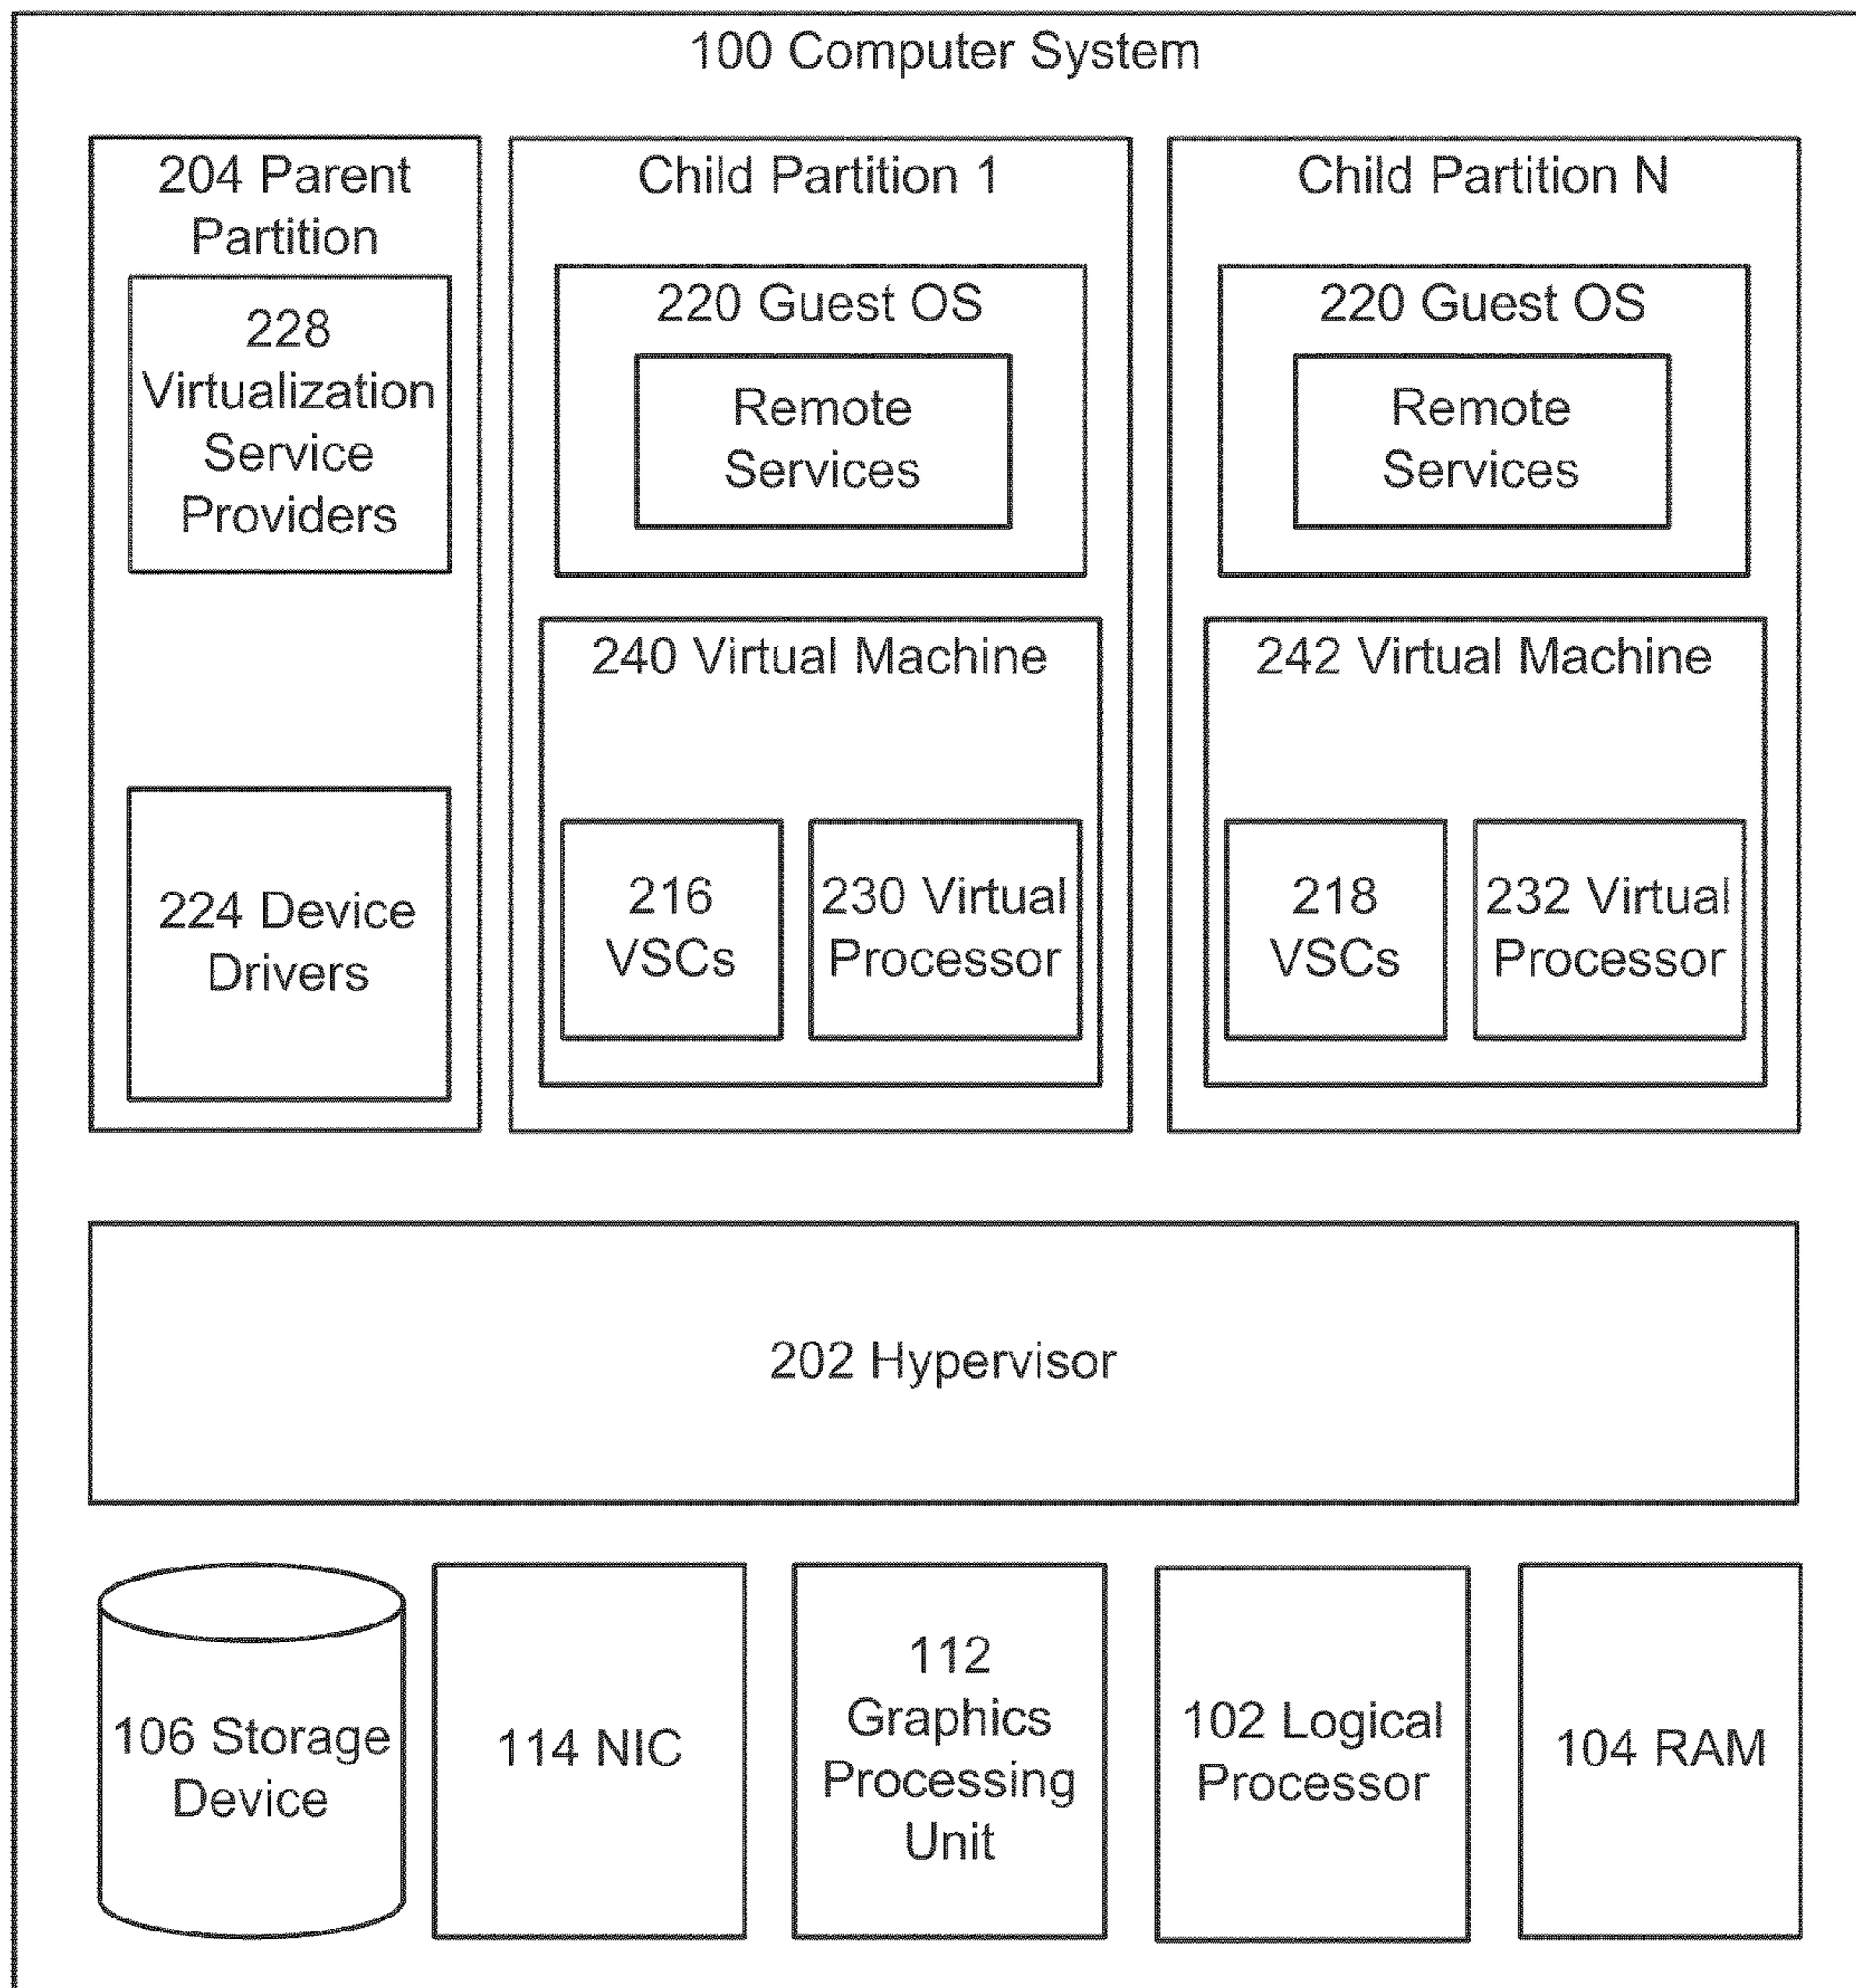 100 Computer System
204 Parent
Partition
228
Virtualization
Service
Providers
224 Device
Drivers
Child Partition 1
220 Guest OS
Remote
Services
240 Virtual Machine
216
VSCs
230 Virtual
Processor
Child Partition N
220 Guest OS
Remote
Services
242 Virtual Machine
218
VSCs
232 Virtual
Processor
202 Hypervisor
106 Storage
Device
114 NIC
112
Graphics
Processing
Unit
102 Logical
Processor
104 RAM